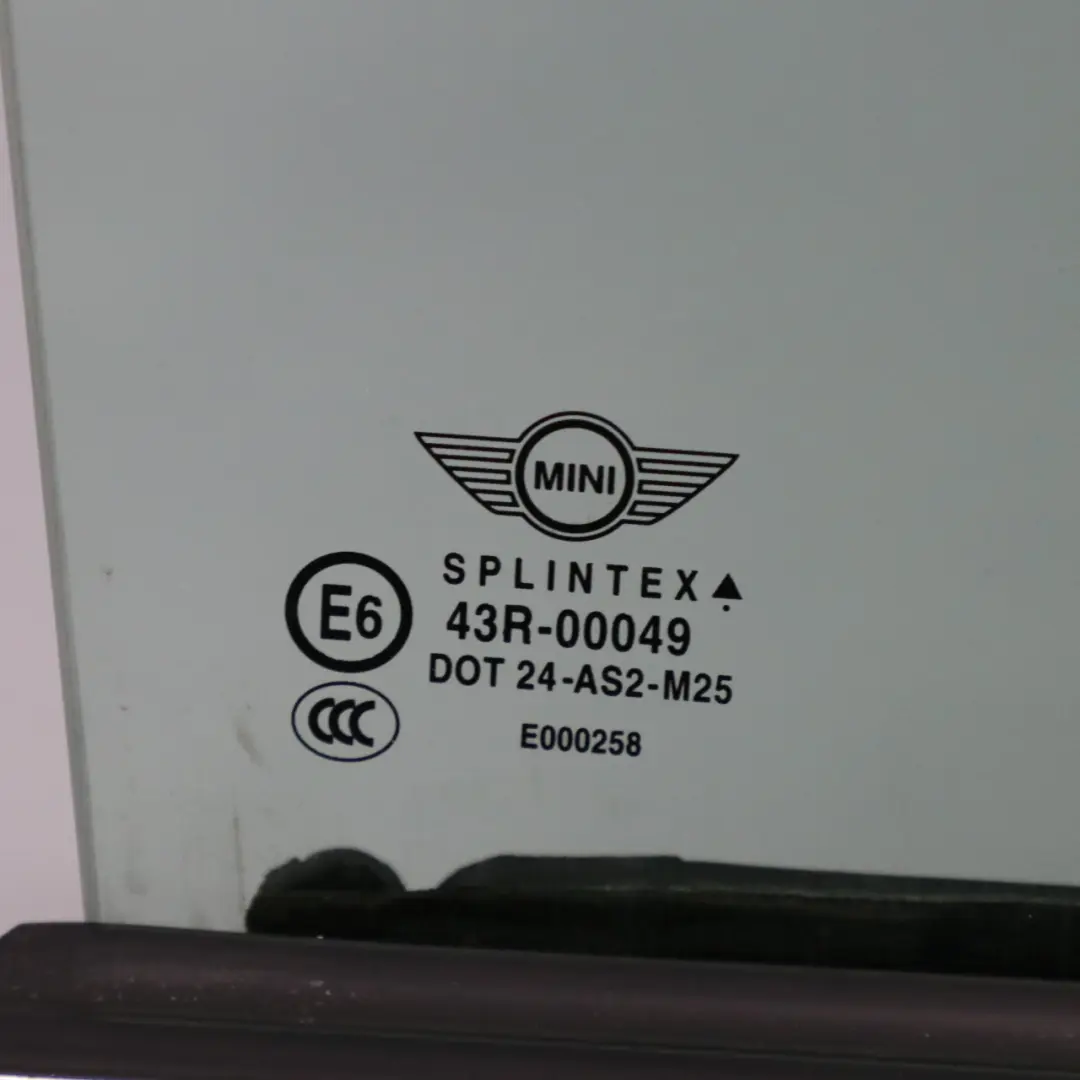 MINI
SPLINTEX
E6
43R-00049
DOT 24-AS2-M25
CCC
E000258